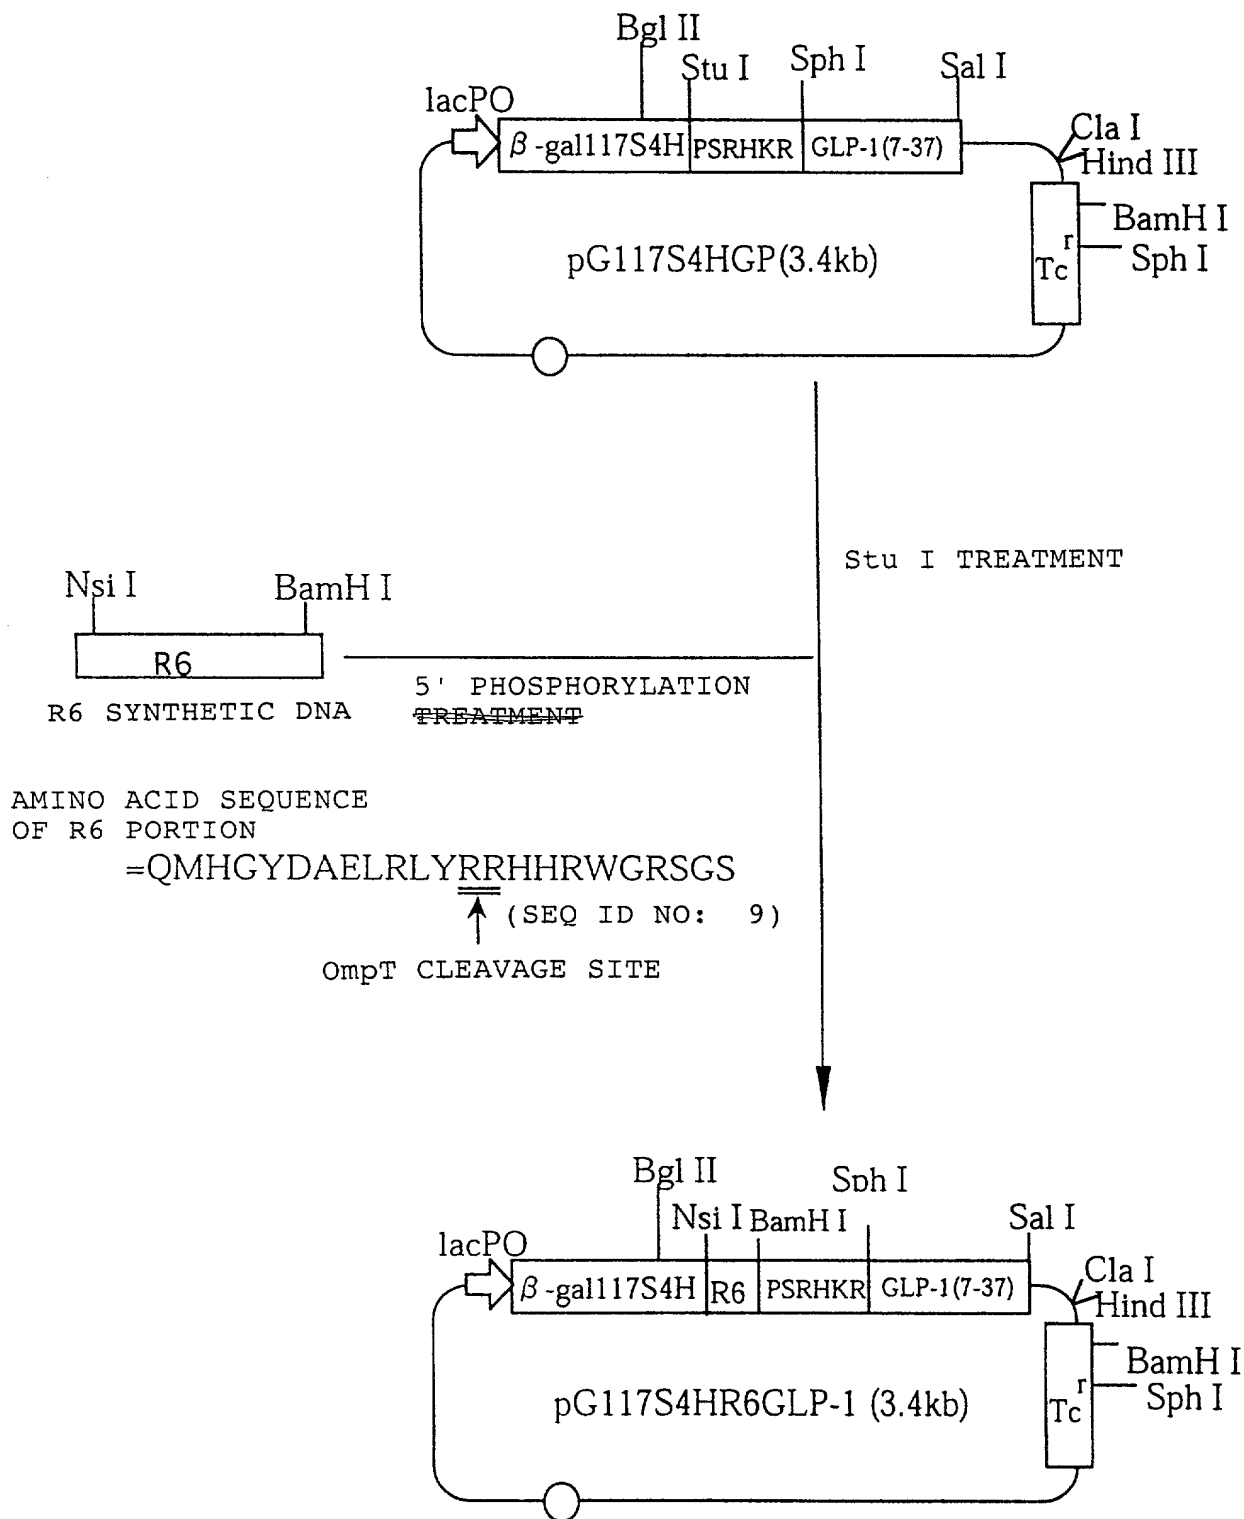 Bgl II
Stu I
Sph I
Sal I
lacPO
β-gal117S4H
PSRHKR
GLP-1(7-37)
Cla I
Hind III
BamH I
Sph I
Tc r
pG117S4HGP(3.4kb)
Stu I TREATMENT
Nsi I
BamH I
R6
R6 SYNTHETIC DNA
5' PHOSPHORYLATION
TREATMENT
AMINO ACID SEQUENCE
OF R6 PORTION
=QMHGYDAELRLYRRHHRWGRSGS
(SEQ ID NO: 9)
OmpT CLEAVAGE SITE
Bgl II
Nsi I
BamH I
Sph I
Sal I
lacPO
β-gal117S4H
R6
PSRHKR
GLP-1(7-37)
Cla I
Hind III
BamH I
Sph I
Tc r
pG117S4HR6GLP-1 (3.4kb)